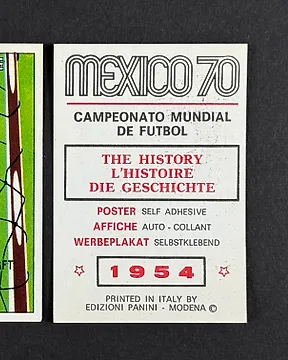 MEXICO 70
CAMPEONATO MUNDIAL
DE FUTBOL
THE HISTORY
L'HISTOIRE
DIE GESCHICHTE
POSTER SELF ADHESIVE
AFFICHE AUTO - COLLANT
WERBEPLAKAT SELBSTKLEBEND
1954
PRINTED IN ITALY BY
EDIZIONI PANINI - MODENA ©